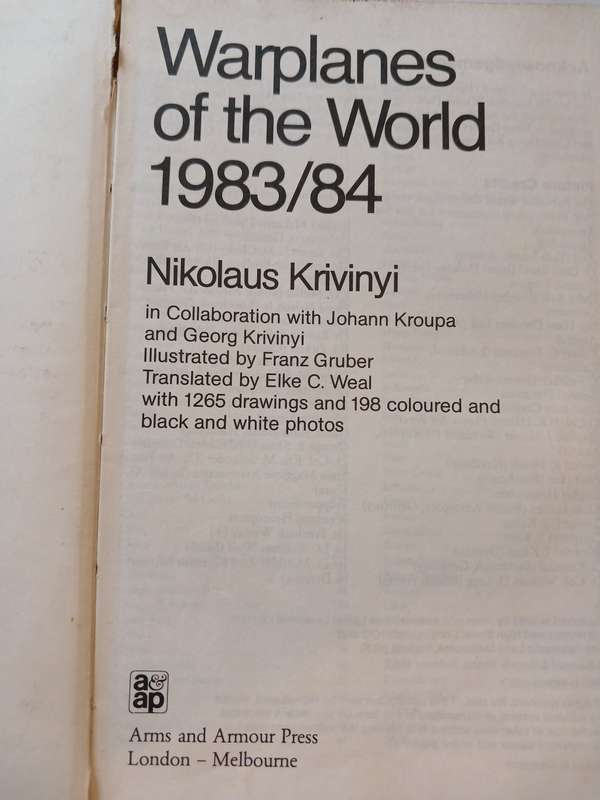 Warplanes
of the World
1983/84
Nikolaus Krivinyi
in Collaboration with Johann Kroupa
and Georg Krivinyi
Illustrated by Franz Gruber
Translated by Elke C. Weal
with 1265 drawings and 198 coloured and
black and white photos
a&
ap
Arms and Armour Press
London – Melbourne